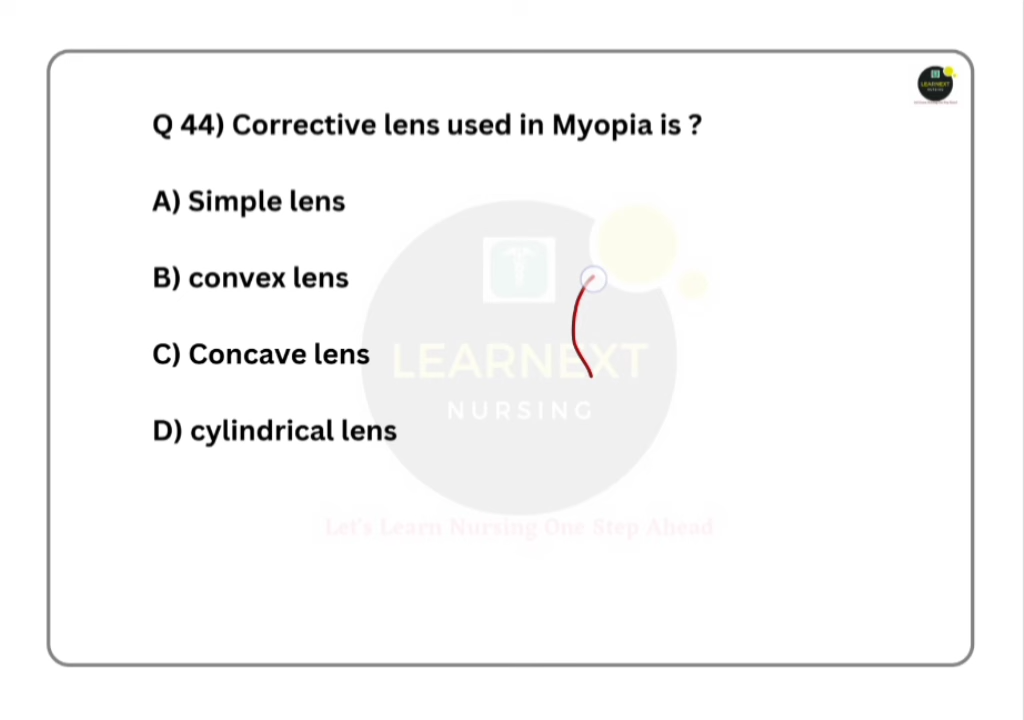 LEARNEXT
Q 44) Corrective lens used in Myopia is ?
A) Simple lens
B) convex lens
C) Concave lens
D) cylindrical lens
LEARNEXT
NURSING
Let's Learn Nursing One Step Ahead